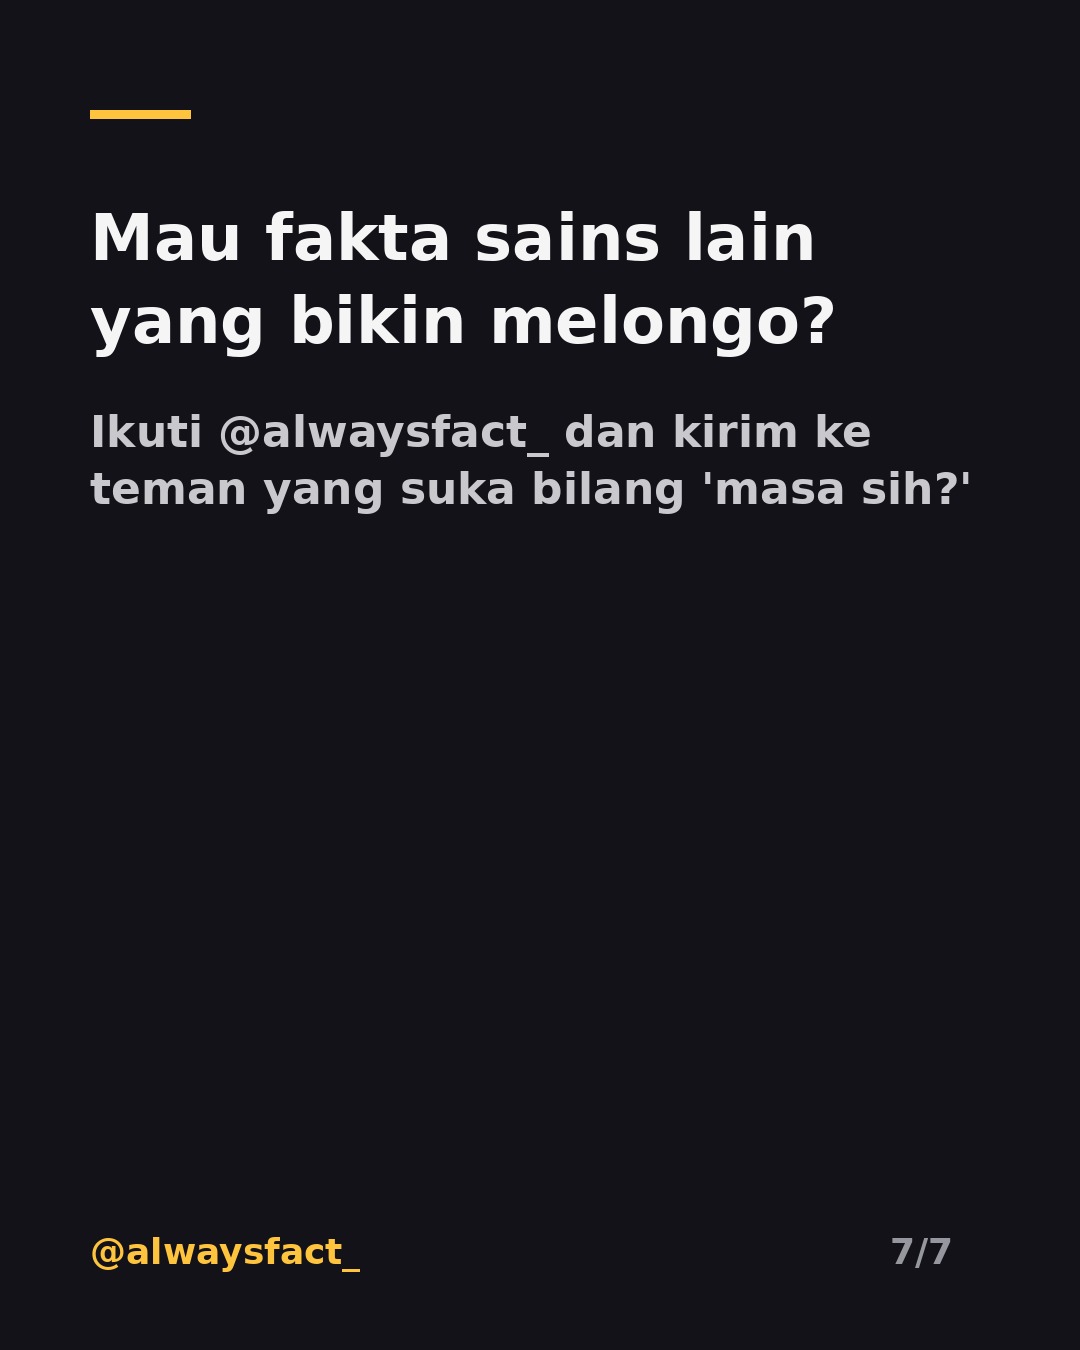 Mau fakta sains lain
yang bikin melongo?
Ikuti @alwaysfact_ dan kirim ke
teman yang suka bilang 'masa sih?'
@alwaysfact_
7/7